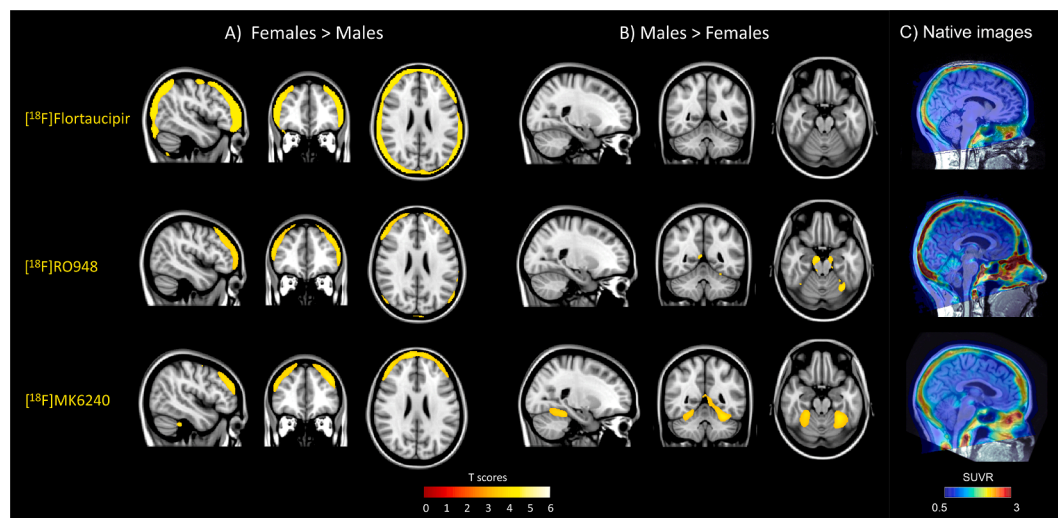 A) Females > Males
B) Males > Females
C) Native images
[¹⁸F]Flortaucipir
[¹⁸F]RO948
[¹⁸F]MK6240
T scores
0 1 2 3 4 5 6
SUVR
0.5 3